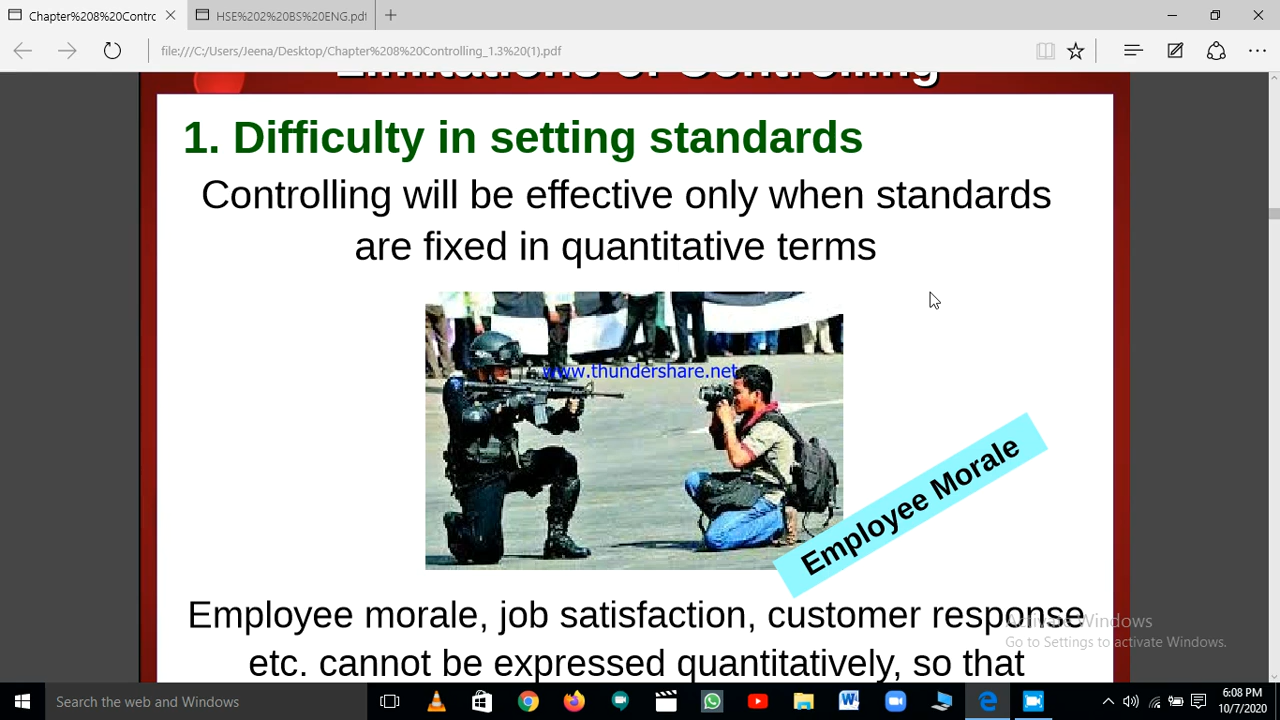 Chapter%208%20Contrc
HSE%202%20BS%20ENG.pdf
file:///C:/Users/Jeena/Desktop/Chapter%208%20Controlling_1.3%20(1).pdf
Limitations of Controlling
1. Difficulty in setting standards
Controlling will be effective only when standards
are fixed in quantitative terms
www.thundershare.net
Employee Morale
Employee morale, job satisfaction, customer response
etc. cannot be expressed quantitatively, so that
Activate Windows
Go to Settings to activate Windows.
Search the web and Windows
6:08 PM
10/7/2020